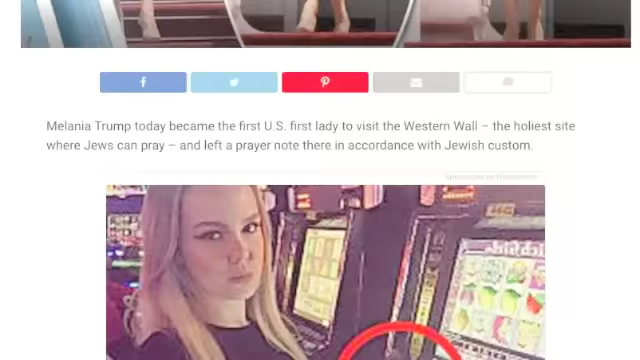 Melania Trump today became the first U.S. first lady to visit the Western Wall – the holiest site
where Jews can pray – and left a prayer note there in accordance with Jewish custom.